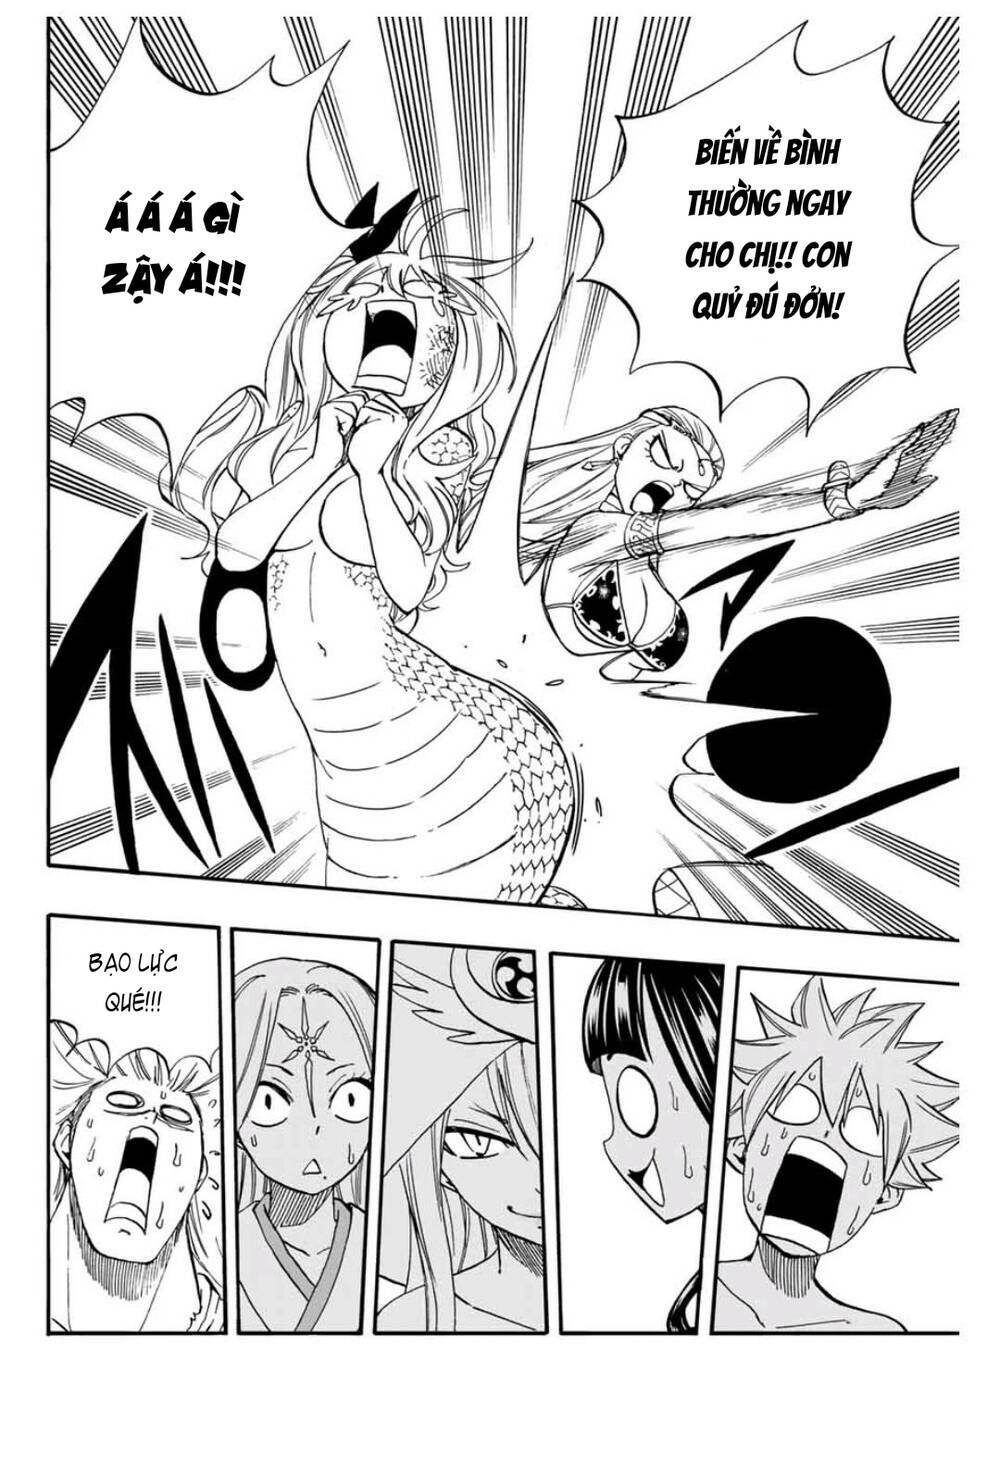 BIẾN VỀ BÌNH
THƯỜNG NGAY
CHO CHỊ!! CON
QUỶ ĐÚ ĐỞN!
Á Á Á GÌ
ZẬY Á!!!
BẠO LỰC
QUÉ!!!